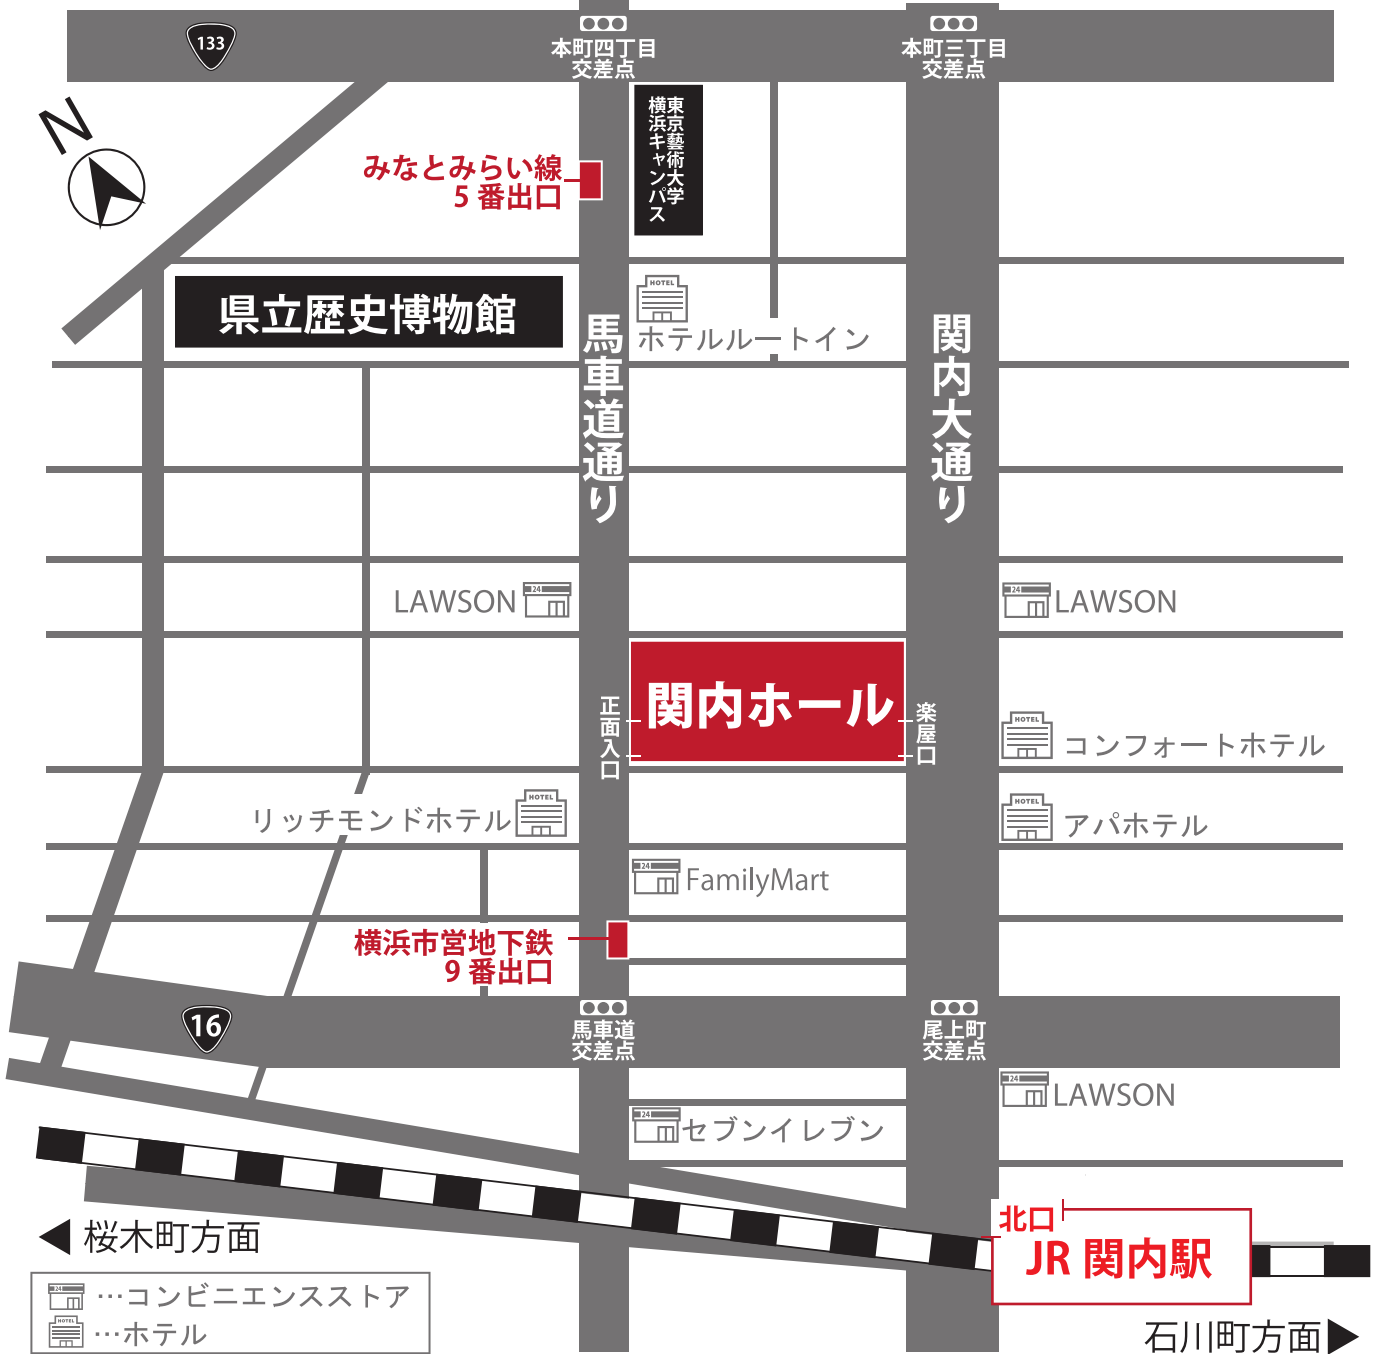 133
本町四丁目
交差点
本町三丁目
交差点
N
東京藝術大学
横浜キャンパス
みなとみらい線
5 番出口
県立歴史博物館
HOTEL
ホテルルートイン
馬車道通り
関内大通り
LAWSON
24
24
LAWSON
関内ホール
正面入口
楽屋口
HOTEL
コンフォートホテル
リッチモンドホテル
HOTEL
HOTEL
アパホテル
24
FamilyMart
横浜市営地下鉄
9 番出口
16
馬車道
交差点
尾上町
交差点
24
LAWSON
24
セブンイレブン
北口
JR 関内駅
桜木町方面
24
…コンビニエンスストア
HOTEL
…ホテル
石川町方面